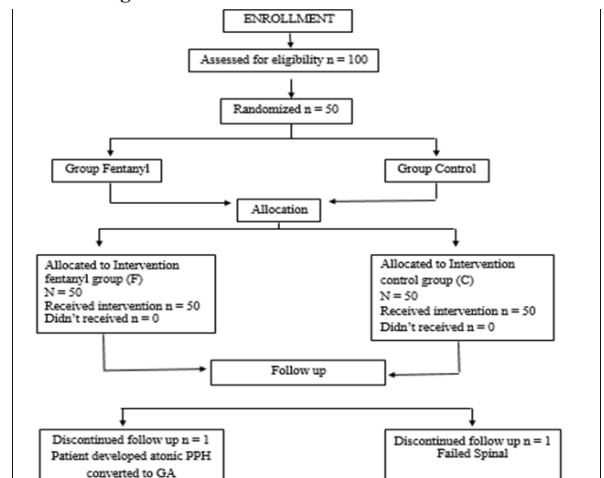 ENROLLMENT
Assessed for eligibility n = 100
Randomized n = 50
Group Fentanyl
Group Control
Allocation
Allocated to Intervention
fentanyl group (F)
N = 50
Received intervention n = 50
Didn't received n = 0
Allocated to Intervention
control group (C)
N = 50
Received intervention n = 50
Didn't received n = 0
Follow up
Discontinued follow up n = 1
Patient developed atonic PPH
converted to GA
Discontinued follow up n = 1
Failed Spinal